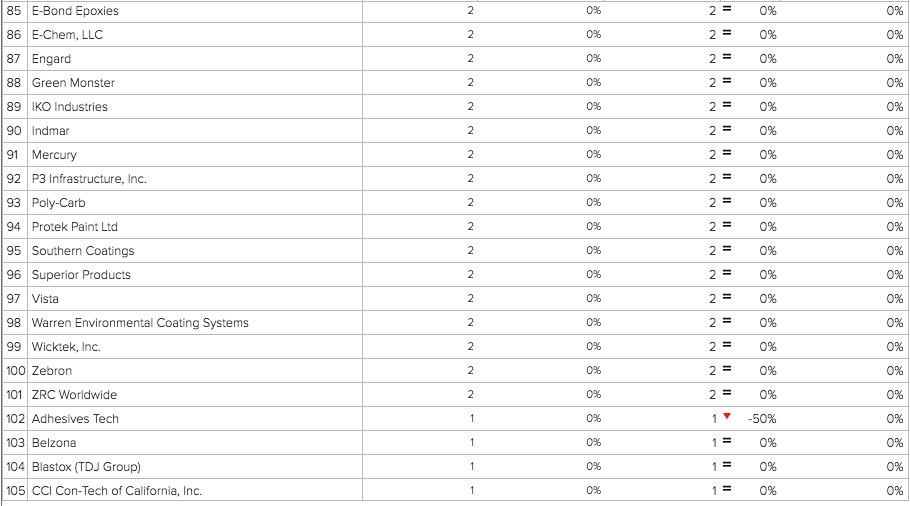 85 E-Bond Epoxies 2 0% 2 = 0% 0%
86 E-Chem, LLC 2 0% 2 = 0% 0%
87 Engard 2 0% 2 = 0% 0%
88 Green Monster 2 0% 2 = 0% 0%
89 IKO Industries 2 0% 2 = 0% 0%
90 Indmar 2 0% 2 = 0% 0%
91 Mercury 2 0% 2 = 0% 0%
92 P3 Infrastructure, Inc. 2 0% 2 = 0% 0%
93 Poly-Carb 2 0% 2 = 0% 0%
94 Protek Paint Ltd 2 0% 2 = 0% 0%
95 Southern Coatings 2 0% 2 = 0% 0%
96 Superior Products 2 0% 2 = 0% 0%
97 Vista 2 0% 2 = 0% 0%
98 Warren Environmental Coating Systems 2 0% 2 = 0% 0%
99 Wicktek, Inc. 2 0% 2 = 0% 0%
100 Zebron 2 0% 2 = 0% 0%
101 ZRC Worldwide 2 0% 2 = 0% 0%
102 Adhesives Tech 1 0% 1 ▼ -50% 0%
103 Belzona 1 0% 1 = 0% 0%
104 Blastox (TDJ Group) 1 0% 1 = 0% 0%
105 CCI Con-Tech of California, Inc. 1 0% 1 = 0% 0%